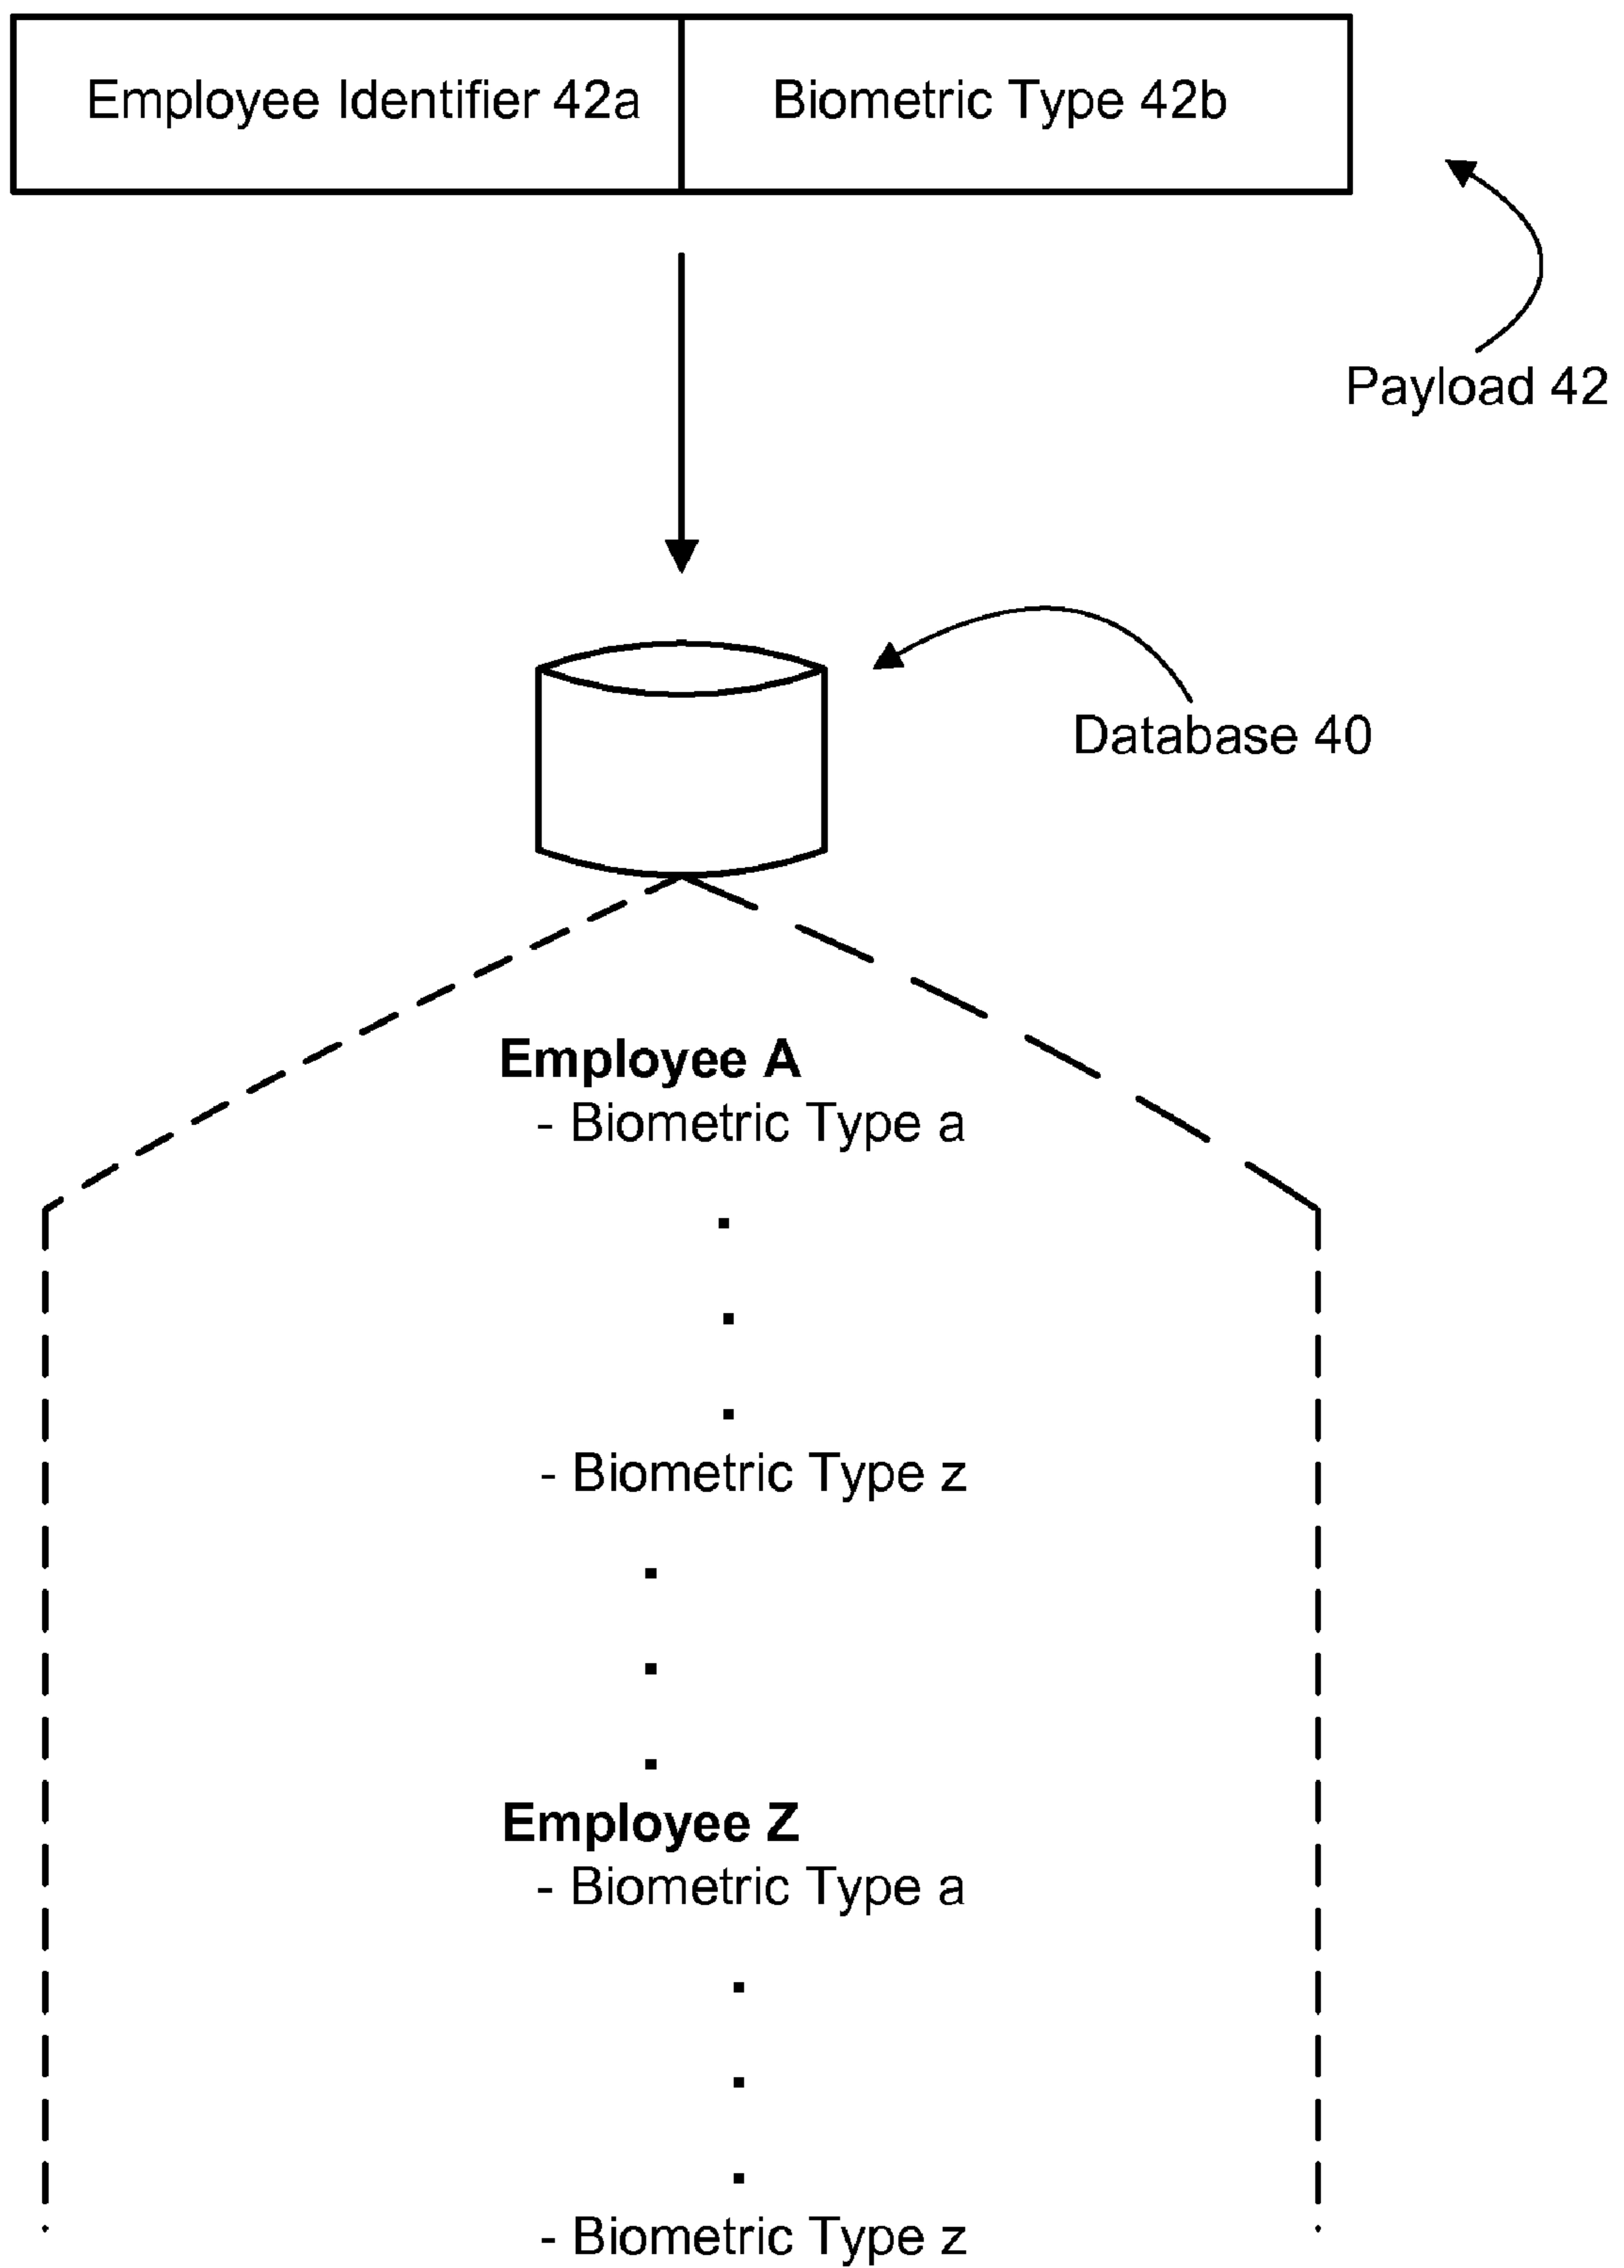 Employee Identifier 42a
Biometric Type 42b
Payload 42
Database 40
Employee A
- Biometric Type a
- Biometric Type z
Employee Z
- Biometric Type a
- Biometric Type z